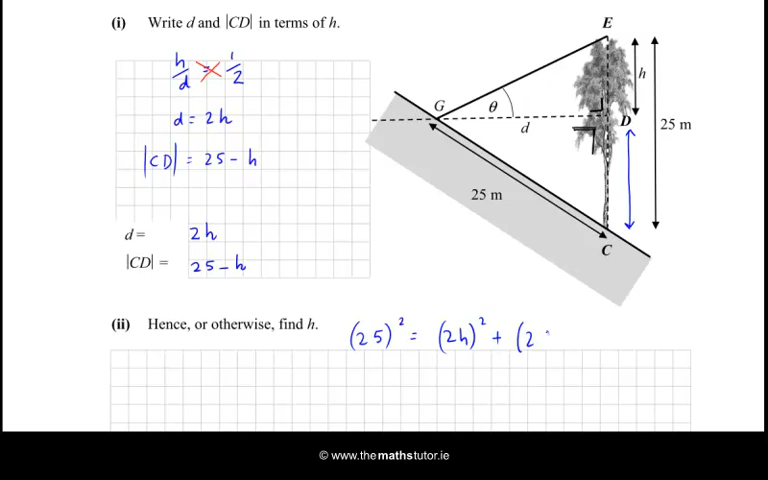 (i) Write d and |CD| in terms of h.
h/d = 1/2
d = 2h
|CD| = 25 - h
d = 2h
|CD| = 25 - h
E
h
G
θ
d
D
25 m
25 m
C
(ii) Hence, or otherwise, find h.
(25)² = (2h)² + (2
© www.themathstutor.ie